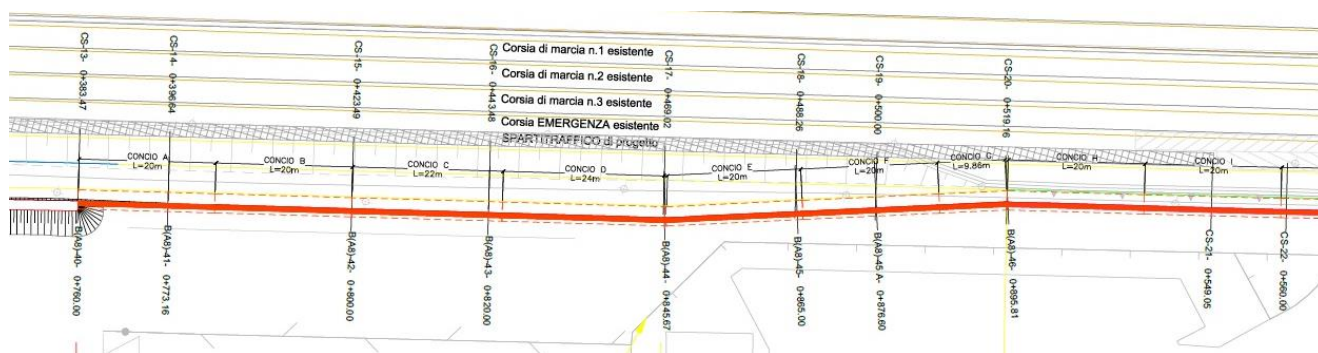 CS-13- 0+383.47
CS-14- 0+396.64
CS-15- 0+423.49
CS-16- 0+443.48
CS-17- 0+469.02
CS-18- 0+488.26
CS-19- 0+500.00
CS-20- 0+519.16
Corsia di marcia n.1 esistente
Corsia di marcia n.2 esistente
Corsia di marcia n.3 esistente
Corsia EMERGENZA esistente
SPARTITRAFFICO di progetto
CONCIO A
L=20m
CONCIO B
L=20m
CONCIO C
L=22m
CONCIO D
L=24m
CONCIO E
L=20m
CONCIO F
L=20m
CONCIO G
L=9.86m
CONCIO H
L=20m
CONCIO I
L=20m
B(A8)-40- 0+760.00
B(A8)-41- 0+773.16
B(A8)-42- 0+800.00
B(A8)-43- 0+820.00
B(A8)-44- 0+845.67
B(A8)-45- 0+865.00
B(A8)-45 A- 0+876.60
B(A8)-46- 0+895.81
CS-21- 0+549.05
CS-22- 0+560.00